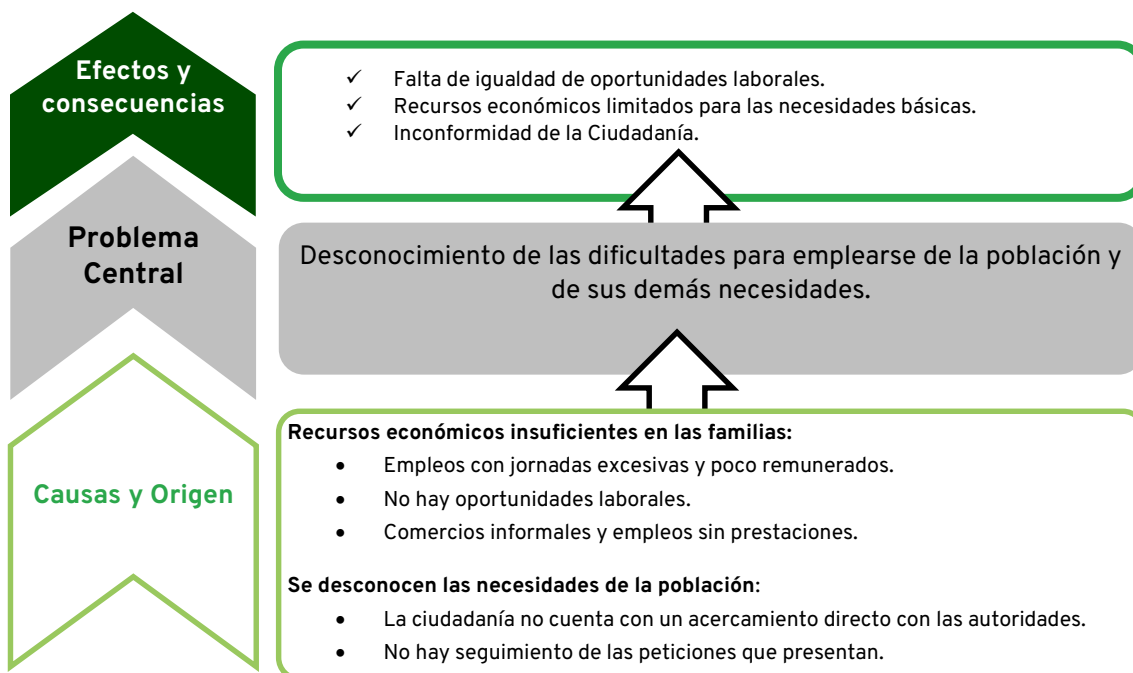 Efectos y
consecuencias
✓ Falta de igualdad de oportunidades laborales.
✓ Recursos económicos limitados para las necesidades básicas.
✓ Inconformidad de la Ciudadanía.
Problema
Central
Desconocimiento de las dificultades para emplearse de la población y
de sus demás necesidades.
Causas y Origen
Recursos económicos insuficientes en las familias:
• Empleos con jornadas excesivas y poco remunerados.
• No hay oportunidades laborales.
• Comercios informales y empleos sin prestaciones.
Se desconocen las necesidades de la población:
• La ciudadanía no cuenta con un acercamiento directo con las autoridades.
• No hay seguimiento de las peticiones que presentan.